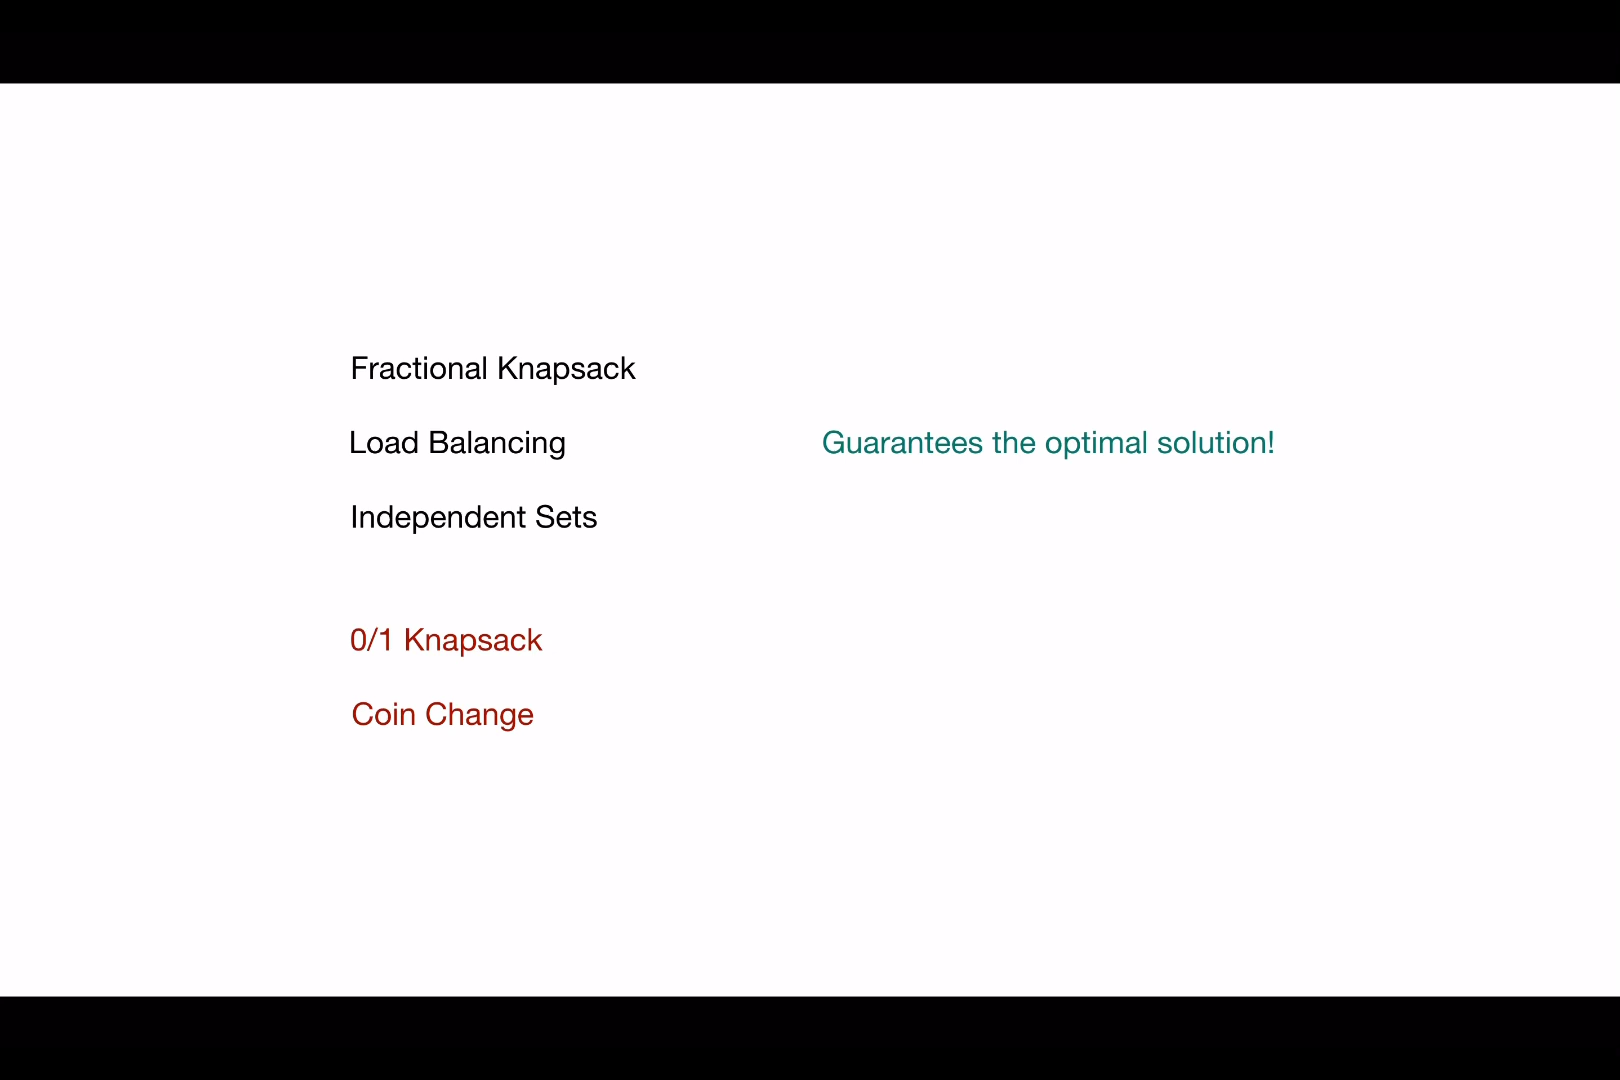 Fractional Knapsack
Load Balancing
Guarantees the optimal solution!
Independent Sets
0/1 Knapsack
Coin Change